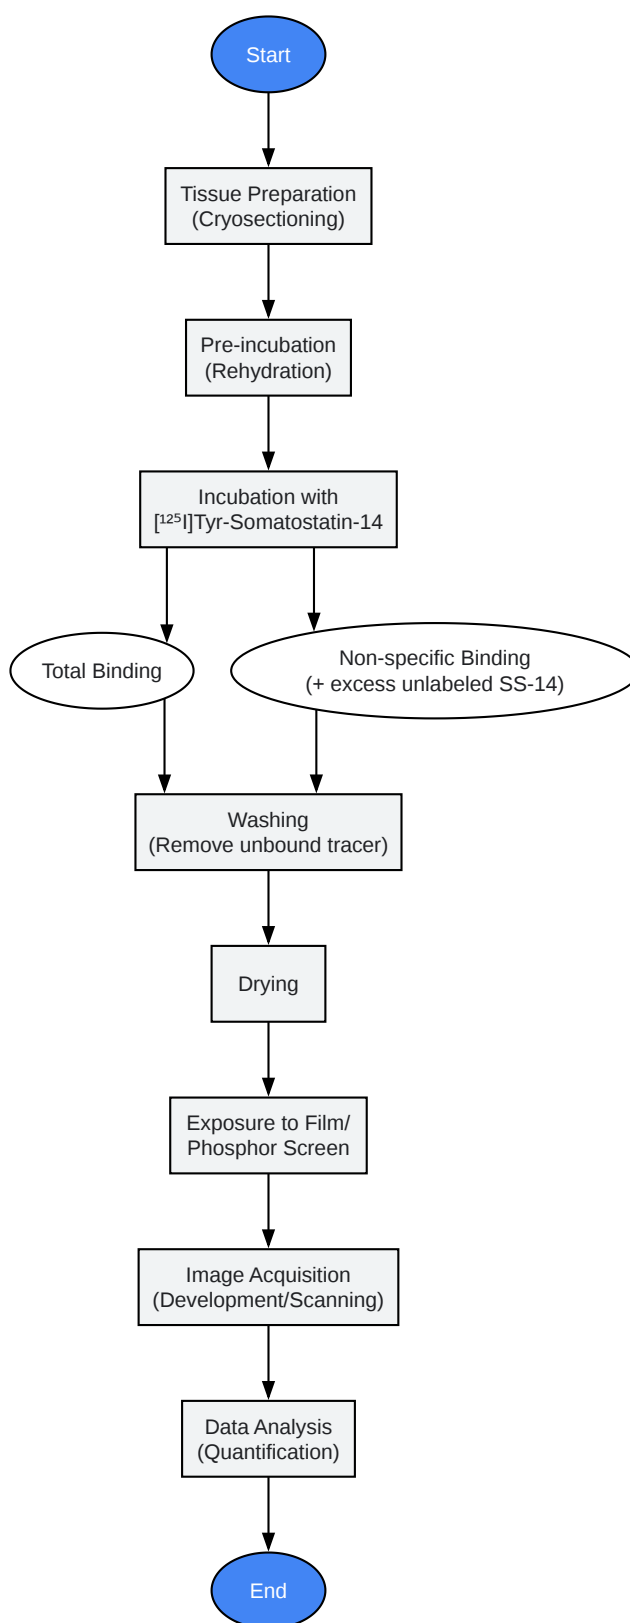 Start
Tissue Preparation
(Cryosectioning)
Pre-incubation
(Rehydration)
Incubation with
[¹²⁵I]Tyr-Somatostatin-14
Total Binding
Non-specific Binding
(+ excess unlabeled SS-14)
Washing
(Remove unbound tracer)
Drying
Exposure to Film/
Phosphor Screen
Image Acquisition
(Development/Scanning)
Data Analysis
(Quantification)
End